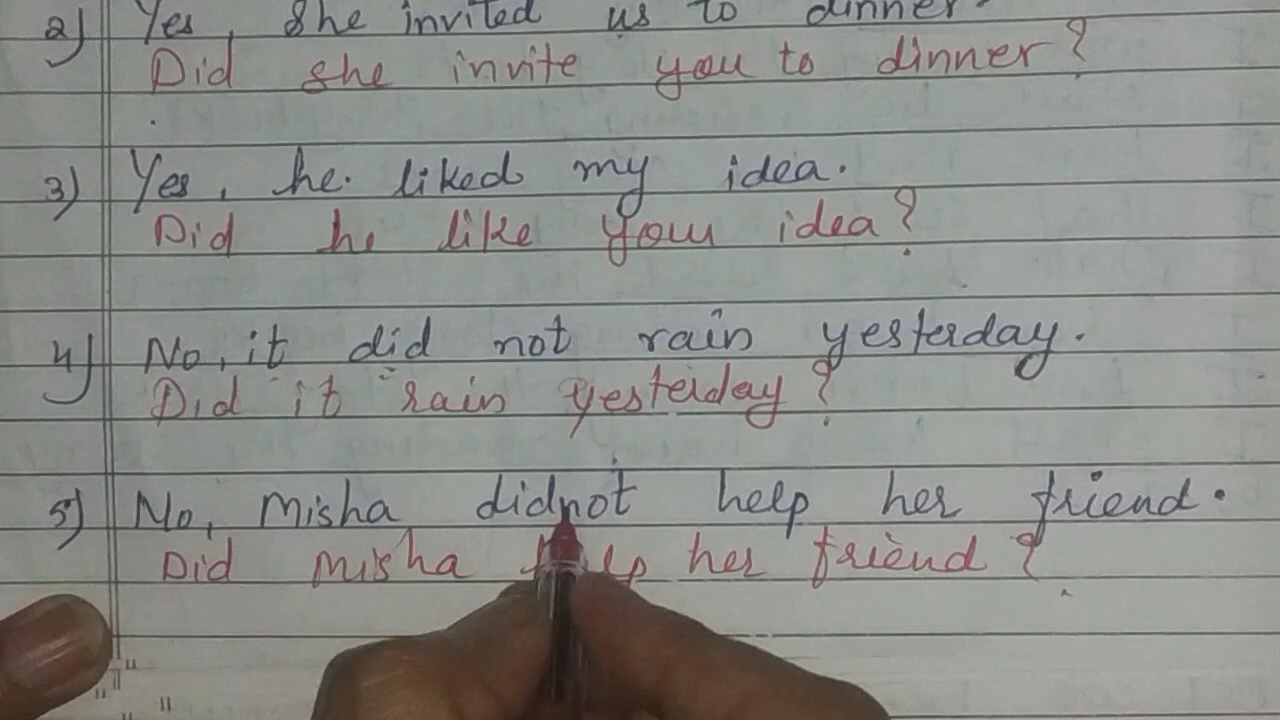 2) Yes, she invited us to dinner.
Did she invite you to dinner?
3) Yes, he. liked my idea.
Did he like your idea?
4) No, it did not rain yesterday.
Did it rain yesterday?
5) No, Misha didnot help her friend.
Did Misha help her friend?